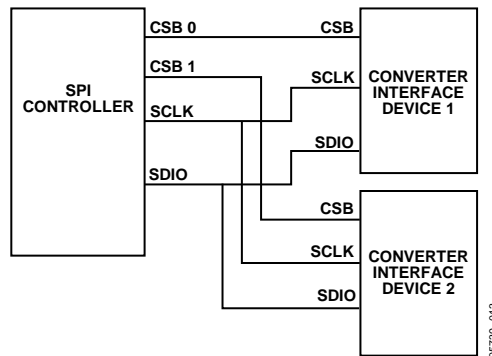 SPI
CONTROLLER
CSB 0
CSB 1
SCLK
SDIO
CSB
SCLK
SDIO
CONVERTER
INTERFACE
DEVICE 1
CSB
SCLK
SDIO
CONVERTER
INTERFACE
DEVICE 2